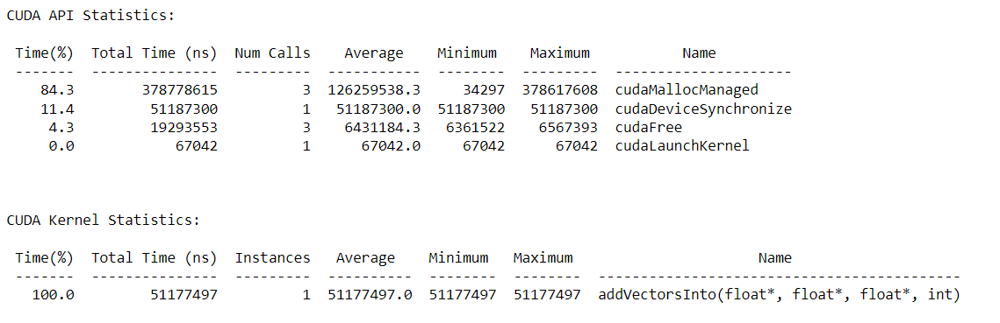 CUDA API Statistics:
Time(%) Total Time (ns) Num Calls Average Minimum Maximum Name
------- --------------- --------- ----------- -------- --------- ---------------------
84.3 378778615 3 126259538.3 34297 378617608 cudaMallocManaged
11.4 51187300 1 51187300.0 51187300 51187300 cudaDeviceSynchronize
4.3 19293553 3 6431184.3 6361522 6567393 cudaFree
0.0 67042 1 67042.0 67042 67042 cudaLaunchKernel
CUDA Kernel Statistics:
Time(%) Total Time (ns) Instances Average Minimum Maximum Name
------- --------------- --------- ---------- -------- -------- -------------------------------------------
100.0 51177497 1 51177497.0 51177497 51177497 addVectorsInto(float*, float*, float*, int)